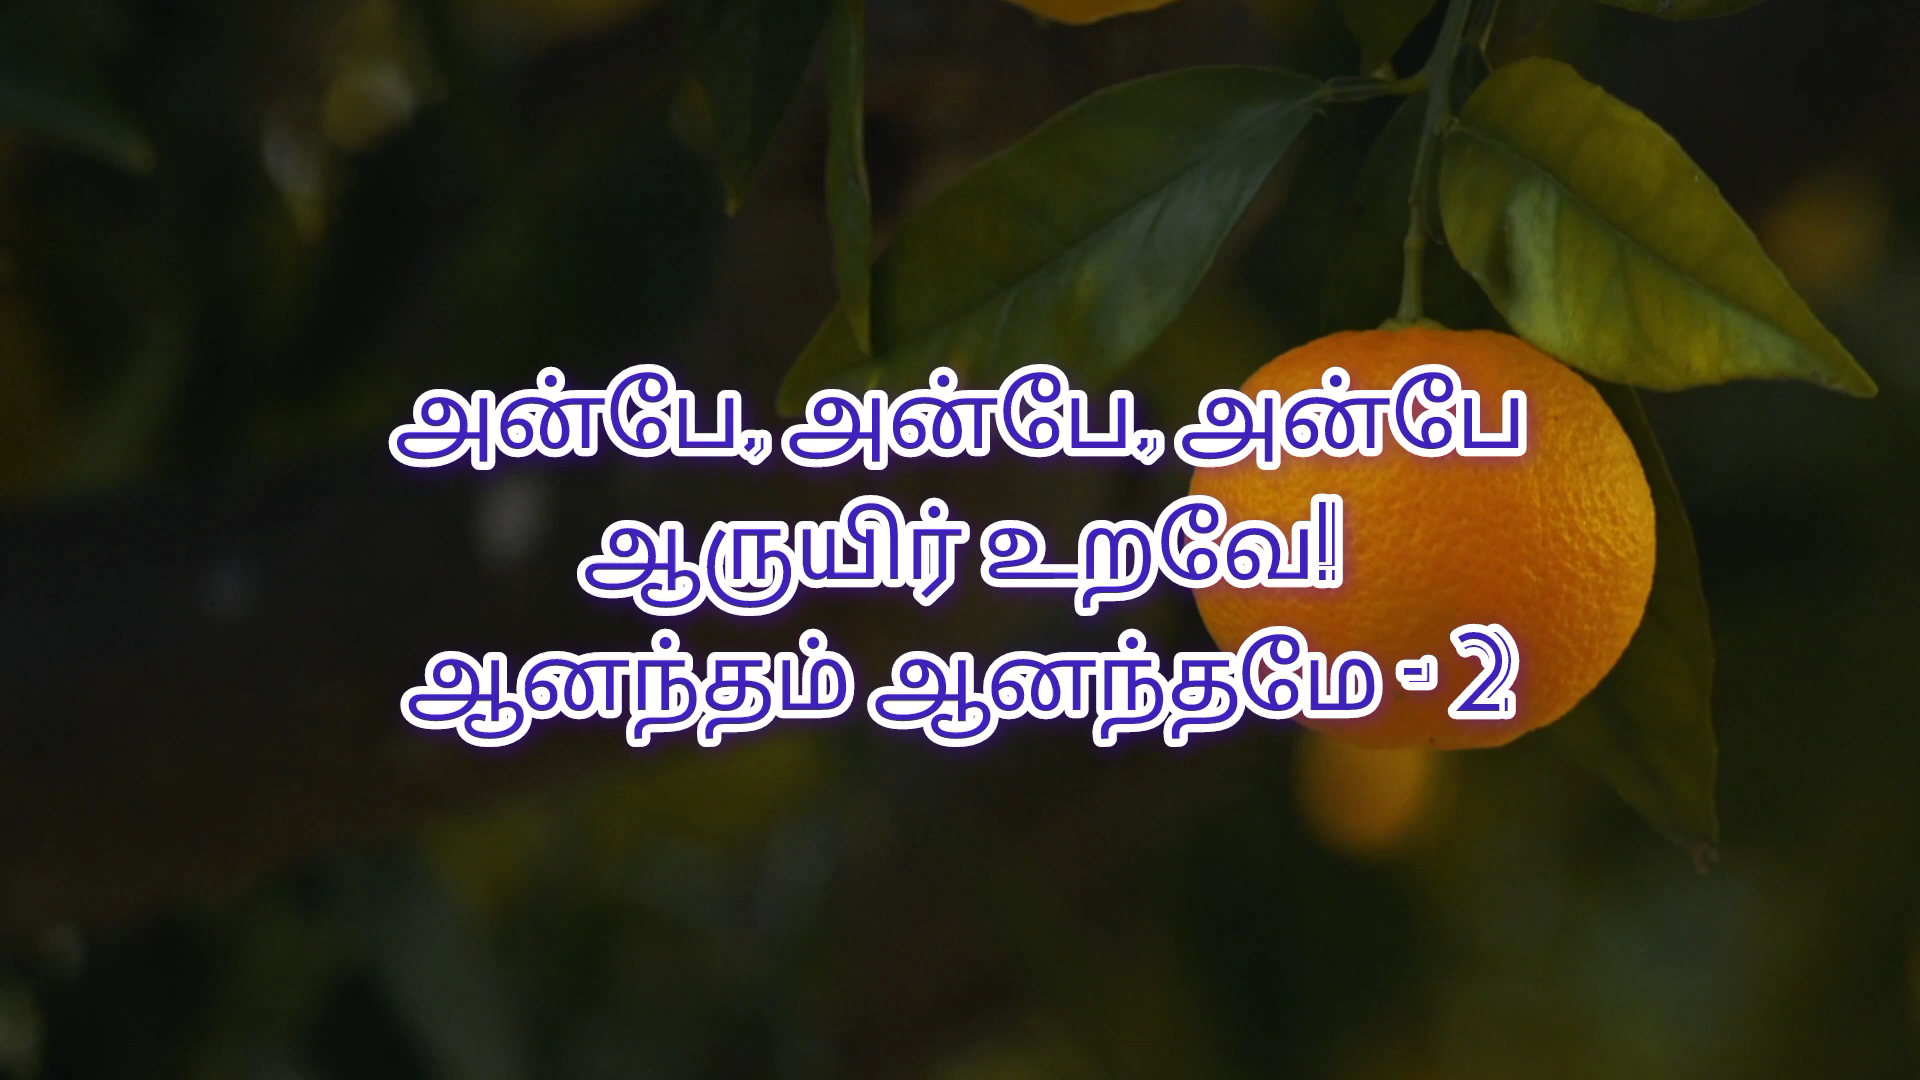 அன்பே, அன்பே, அன்பே
ஆருயிர் உறவே!
ஆனந்தம் ஆனந்தமே - 2